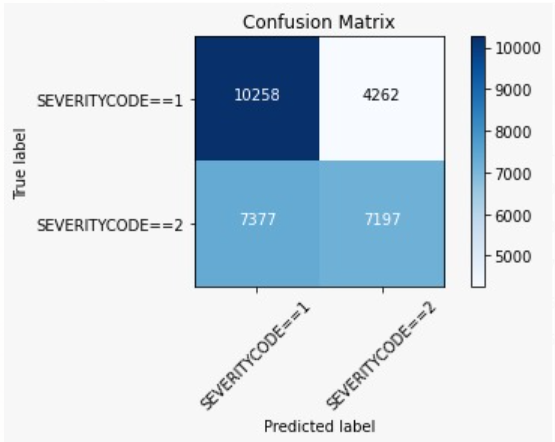 Confusion Matrix
SEVERITYCODE==1
10258
4262
SEVERITYCODE==2
7377
7197
True label
SEVERITYCODE==1
SEVERITYCODE==2
Predicted label
10000
9000
8000
7000
6000
5000